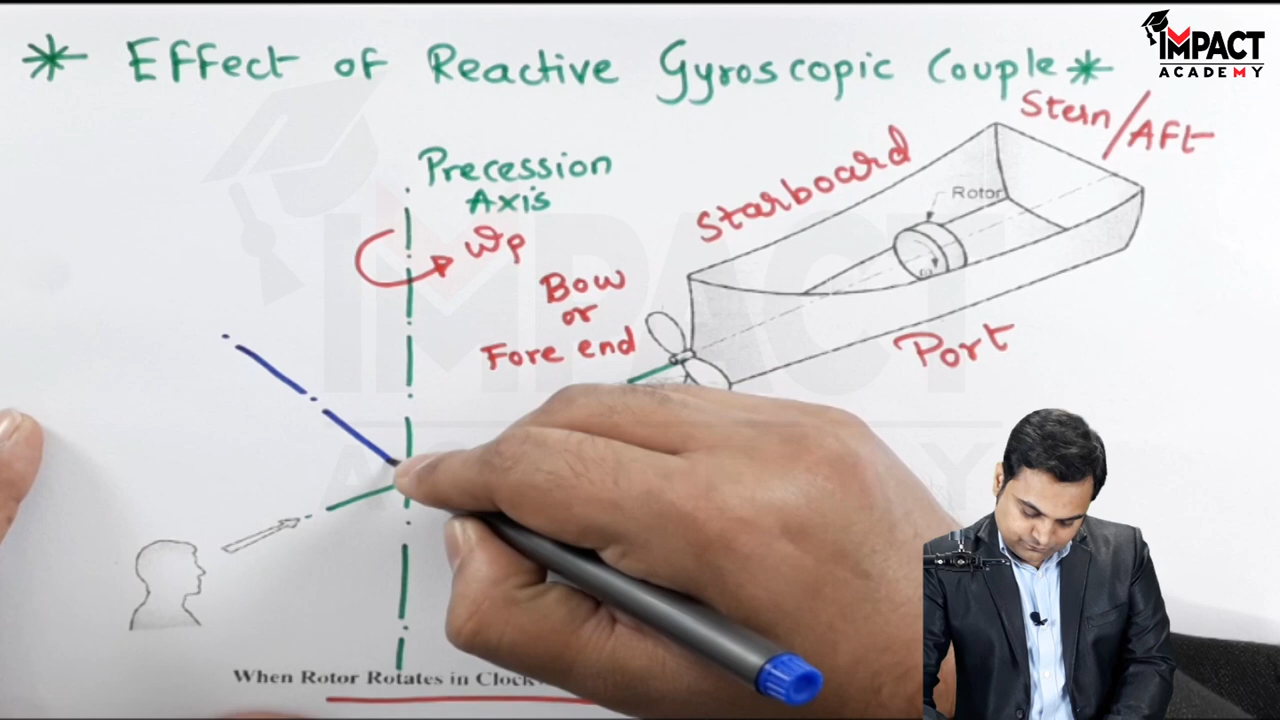 * Effect of Reactive Gyroscopic Couple *
IMPACT
ACADEMY
Stern/AFt
Starboard
Precession
Axis
ωp
Rotor
ω
Bow
or
Fore end
Port
When Rotor Rotates in